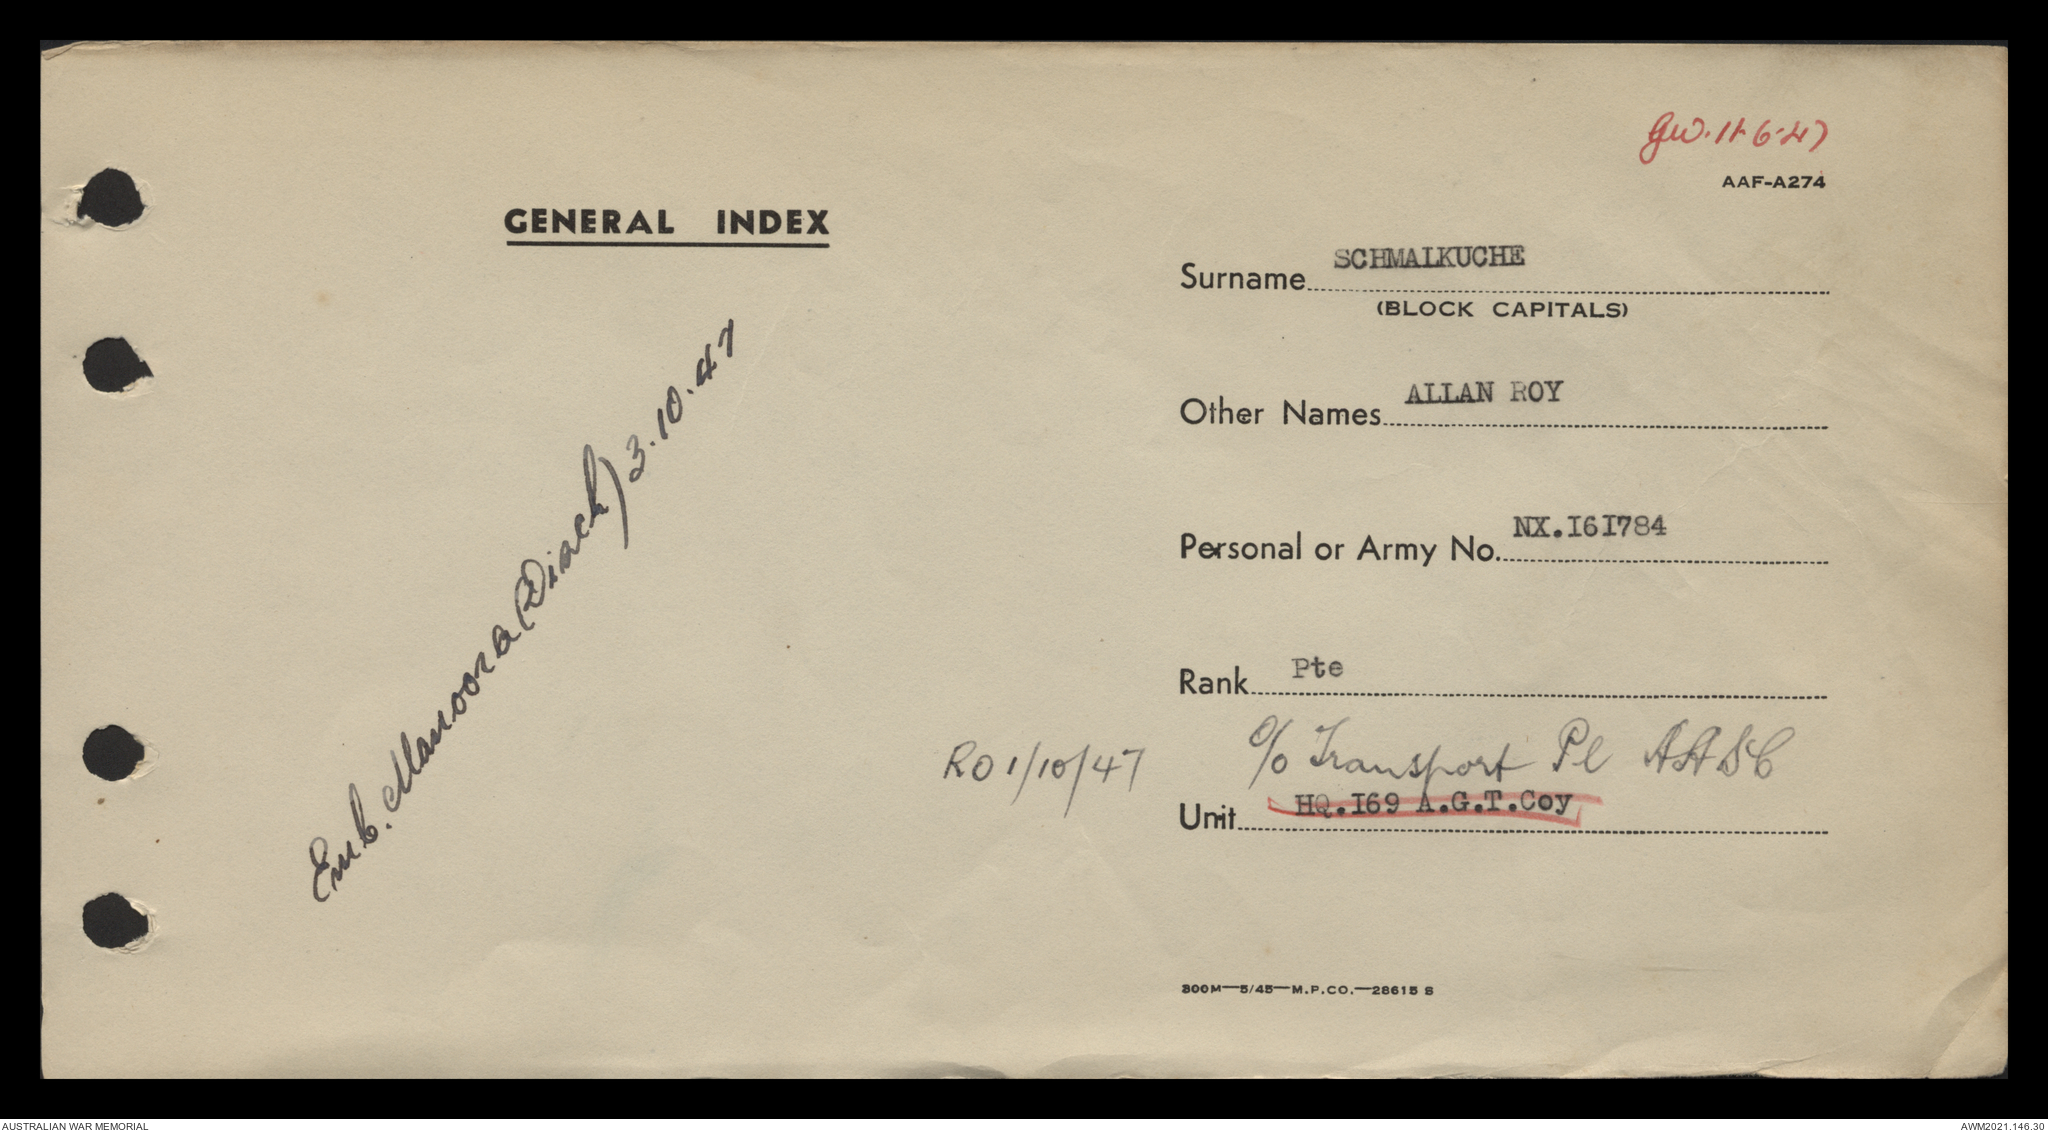 GW. 11-6-47
AAF-A274
GENERAL INDEX
Surname SCHMALKUCHE
(BLOCK CAPITALS)
Other Names ALLAN ROY
Personal or Army No. NX.161784
Rank Pte
Emb. Manoora (Disch) 3.10.47
RO 1/10/47
c/o Transport Pl AASC
Unit HQ.169 A.G.T.Coy
300M—5/45—M.P.CO.—28615 S
AUSTRALIAN WAR MEMORIAL
AWM2021.146.30